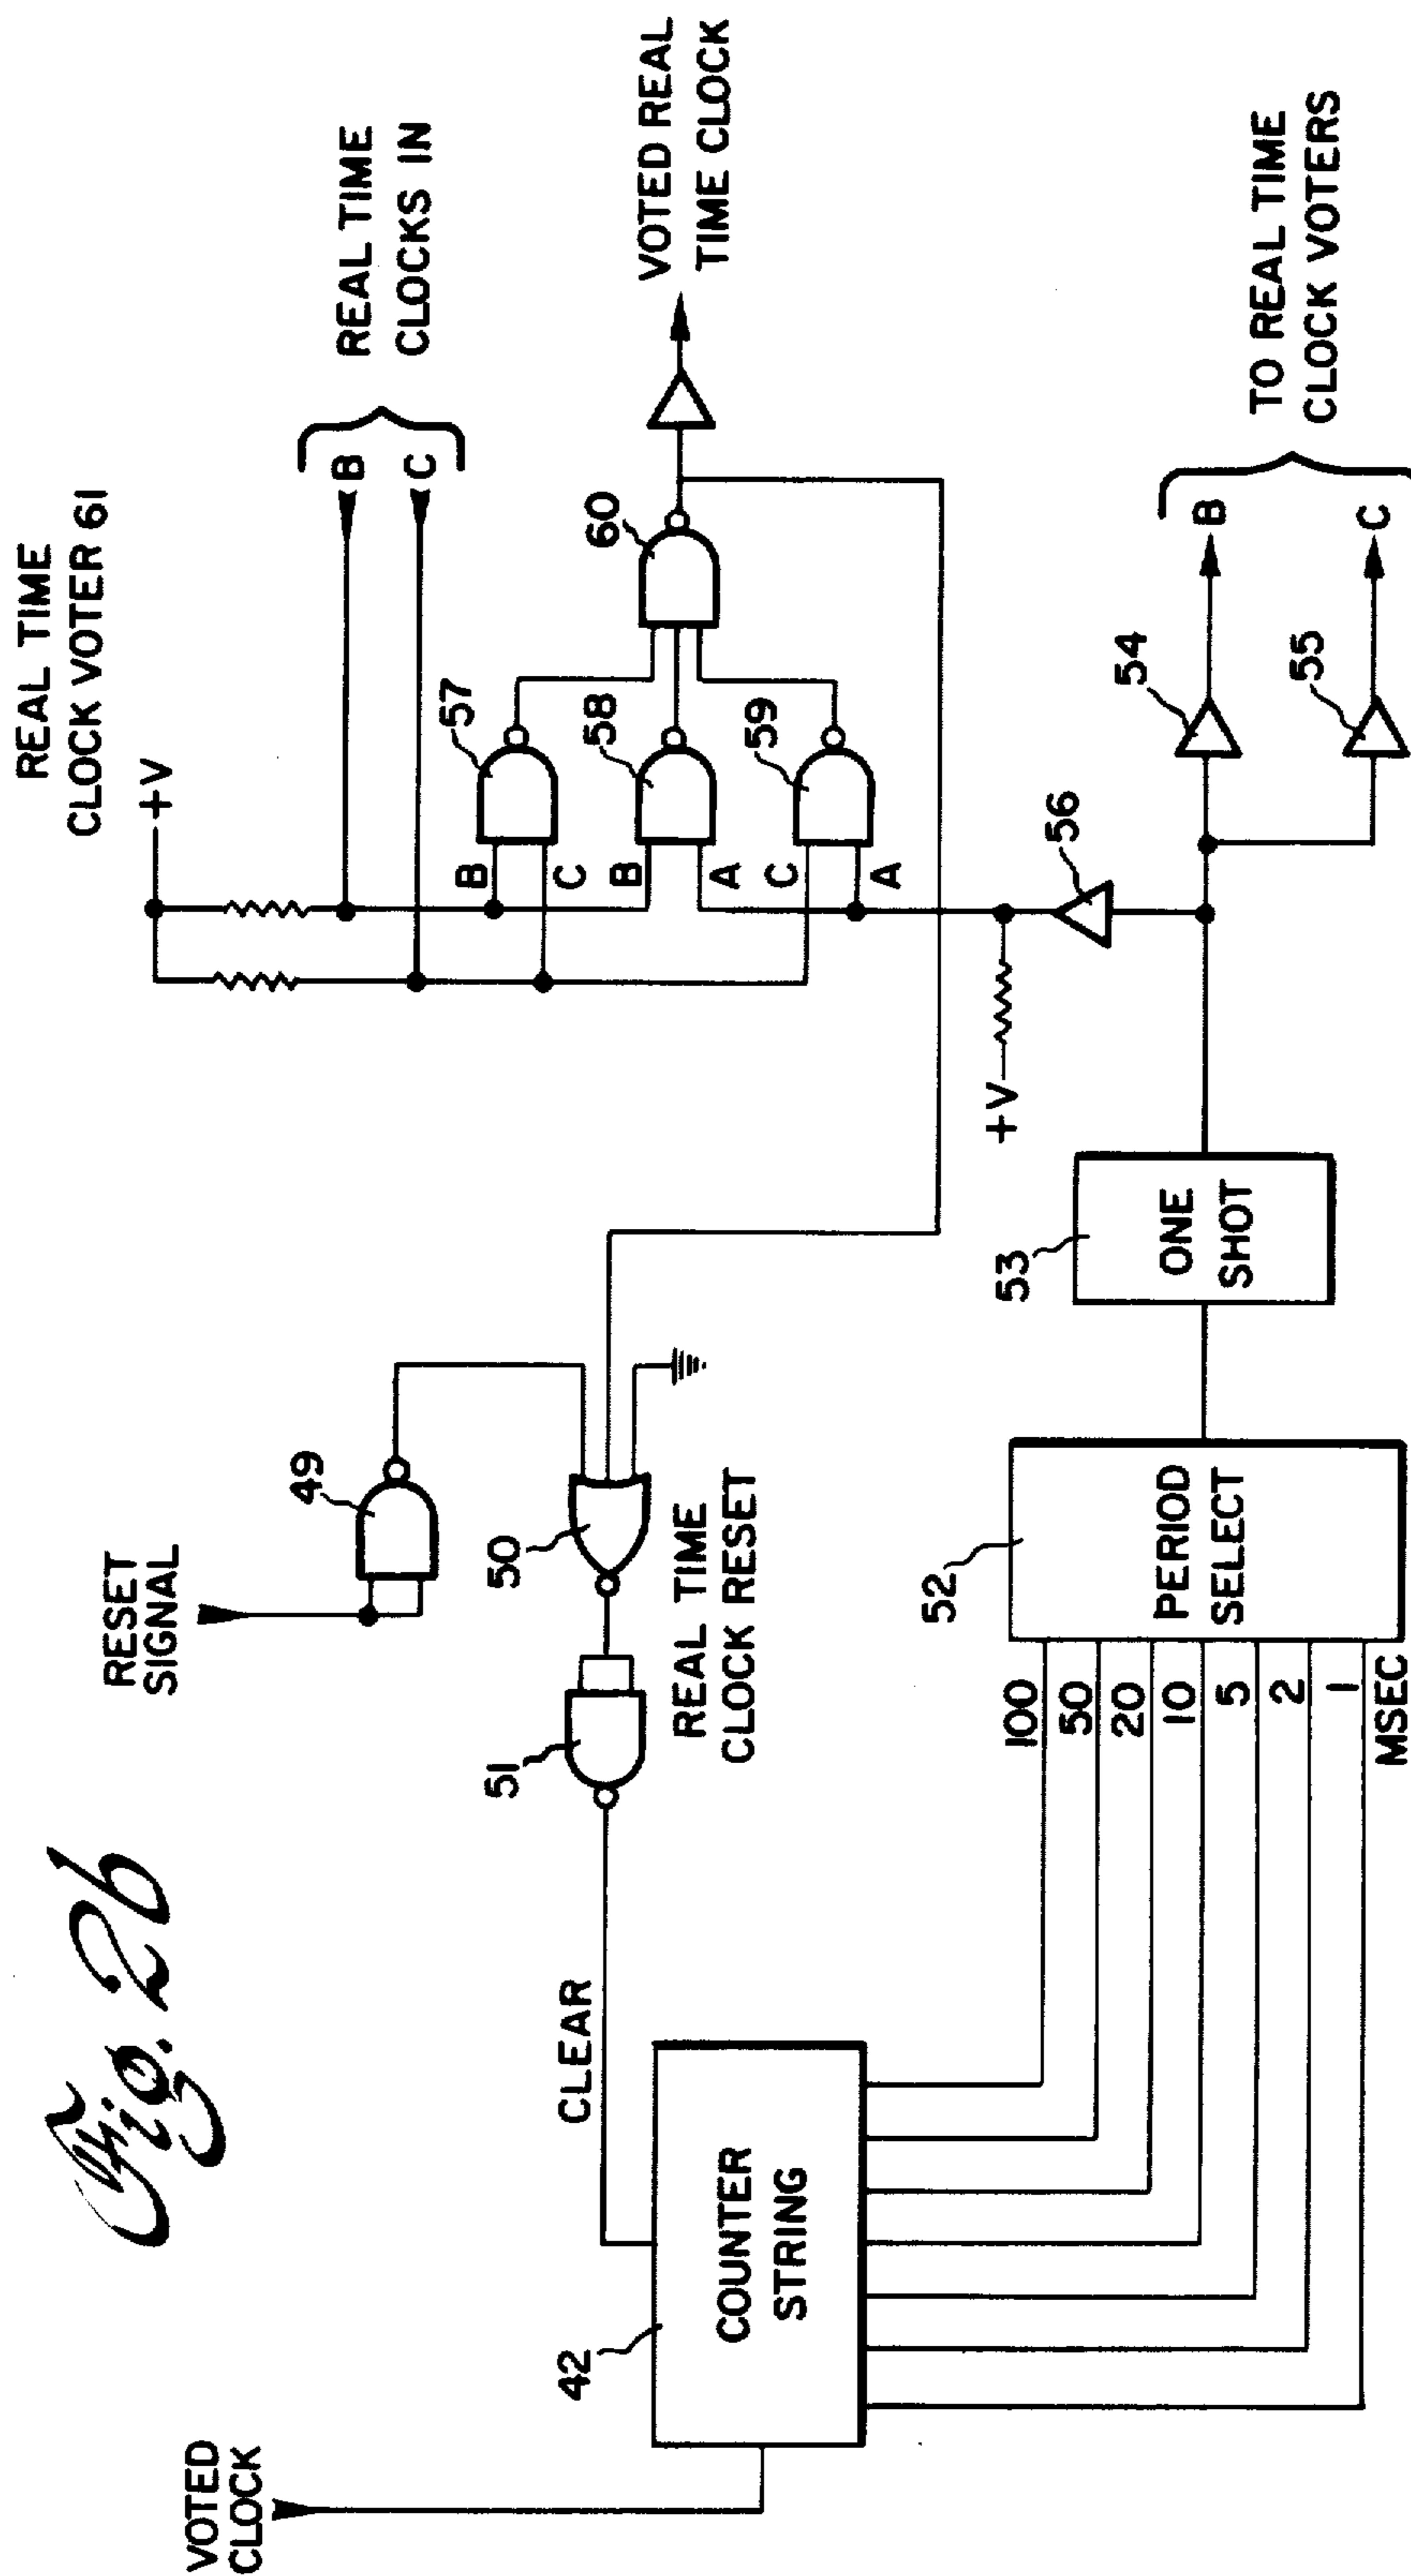 Fig. 2b
VOTED
CLOCK
RESET
SIGNAL
REAL TIME
CLOCK VOTER 61
+V
REAL TIME
CLOCKS IN
B
C
49
50
51
REAL TIME
CLOCK RESET
CLEAR
57
58
59
60
B
C
B
A
C
A
VOTED REAL
TIME CLOCK
42
COUNTER
STRING
100
50
20
10
5
2
1
MSEC
52
PERIOD
SELECT
53
ONE
SHOT
+V
56
54
55
B
C
TO REAL TIME
CLOCK VOTERS